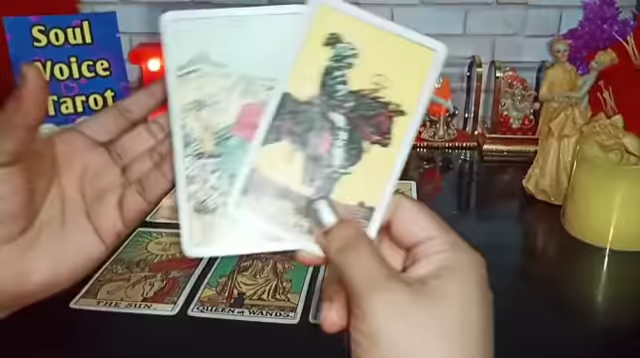 Soul
Voice
Tarot
THE SUN.
QUEEN of WANDS.